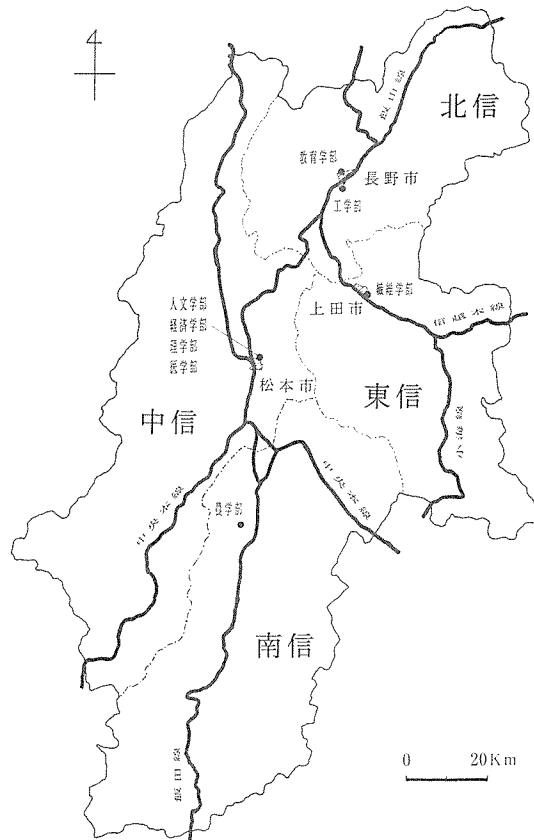 北信
教育学部
長野市
工学部
繊維学部
上田市
信越本線
人文学部
経済学部
理学部
医学部
松本市
東信
中信
小海線
中央本線
中央本線
農学部
南信
飯田線
0 20Km